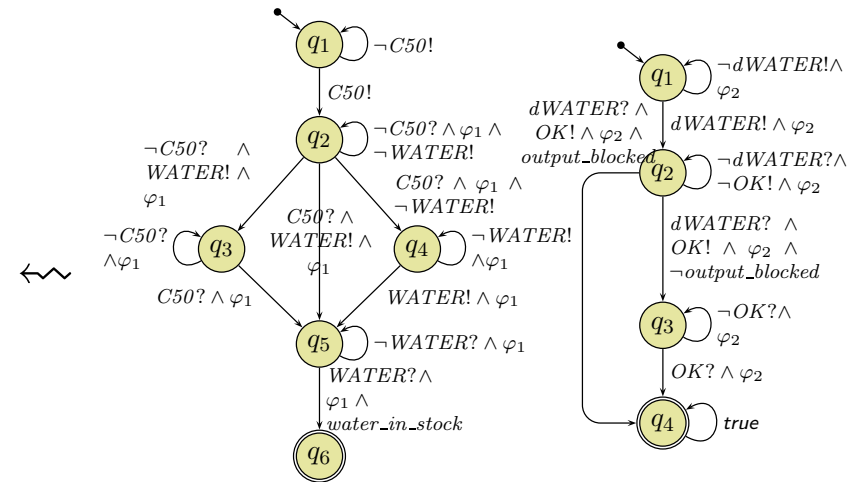 q1
¬C50!
C50!
q2
¬C50? ∧ φ1 ∧
¬WATER!
¬C50? ∧
WATER! ∧
φ1
C50? ∧
WATER! ∧
φ1
C50? ∧ φ1 ∧
¬WATER!
¬C50?
∧φ1
q3
q4
¬WATER!
∧φ1
C50? ∧ φ1
WATER! ∧ φ1
q5
¬WATER? ∧ φ1
WATER?∧
φ1 ∧
water_in_stock
q6
q1
¬dWATER!∧
φ2
dWATER! ∧ φ2
dWATER? ∧
OK! ∧ φ2 ∧
output_blocked
q2
¬dWATER?∧
¬OK! ∧ φ2
dWATER? ∧
OK! ∧ φ2 ∧
¬output_blocked
q3
¬OK?∧
φ2
OK? ∧ φ2
q4
true